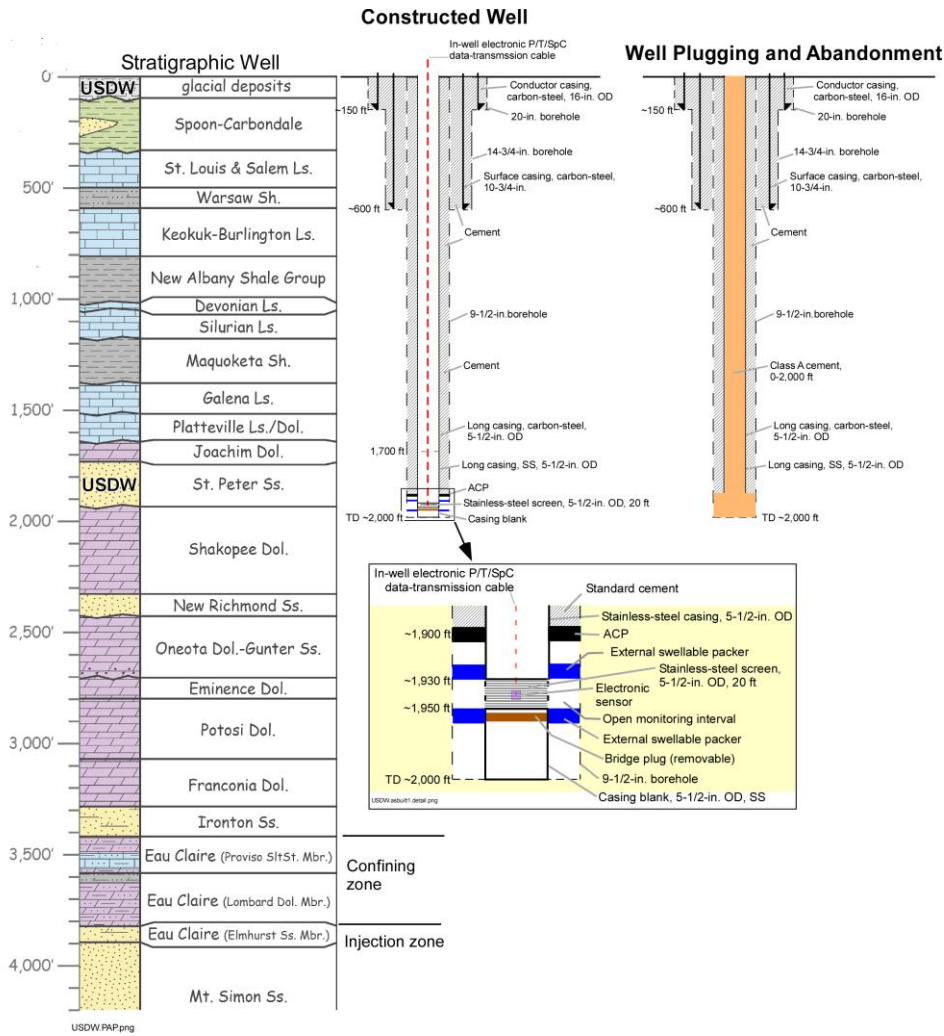 Constructed Well
In-well electronic P/T/SpC
data-transmssion cable
Stratigraphic Well
Well Plugging and Abandonment
0'
500'
1,000'
1,500'
2,000'
2,500'
3,000'
3,500'
4,000'
USDW
glacial deposits
Spoon-Carbondale
St. Louis & Salem Ls.
Warsaw Sh.
Keokuk-Burlington Ls.
New Albany Shale Group
Devonian Ls.
Silurian Ls.
Maquoketa Sh.
Galena Ls.
Platteville Ls./Dol.
Joachim Dol.
USDW
St. Peter Ss.
Shakopee Dol.
New Richmond Ss.
Oneota Dol.-Gunter Ss.
Eminence Dol.
Potosi Dol.
Franconia Dol.
Ironton Ss.
Eau Claire (Proviso SltSt. Mbr.)
Eau Claire (Lombard Dol. Mbr.)
Eau Claire (Elmhurst Ss. Mbr.)
Mt. Simon Ss.
Confining
zone
Injection zone
USDW.PAP.png
~150 ft
~600 ft
1,700 ft
TD ~2,000 ft
Conductor casing,
carbon-steel, 16-in. OD
20-in. borehole
14-3/4-in. borehole
Surface casing, carbon-steel,
10-3/4-in.
Cement
9-1/2-in.borehole
Cement
Long casing, carbon-steel,
5-1/2-in. OD
Long casing, SS, 5-1/2-in. OD
ACP
Stainless-steel screen, 5-1/2-in. OD, 20 ft
Casing blank
~150 ft
~600 ft
TD ~2,000 ft
Conductor casing,
carbon-steel, 16-in. OD
20-in. borehole
14-3/4-in. borehole
Surface casing, carbon-steel,
10-3/4-in.
Cement
9-1/2-in.borehole
Class A cement,
0-2,000 ft
Long casing, carbon-steel,
5-1/2-in. OD
Long casing, SS, 5-1/2-in. OD
In-well electronic P/T/SpC
data-transmission cable
Standard cement
Stainless-steel casing, 5-1/2-in. OD
~1,900 ft
ACP
External swellable packer
~1,930 ft
Stainless-steel screen,
5-1/2-in. OD, 20 ft
Electronic
sensor
~1,950 ft
Open monitoring interval
External swellable packer
Bridge plug (removable)
TD ~2,000 ft
9-1/2-in. borehole
Casing blank, 5-1/2-in. OD, SS
USDW.asbuilt1.detail.png